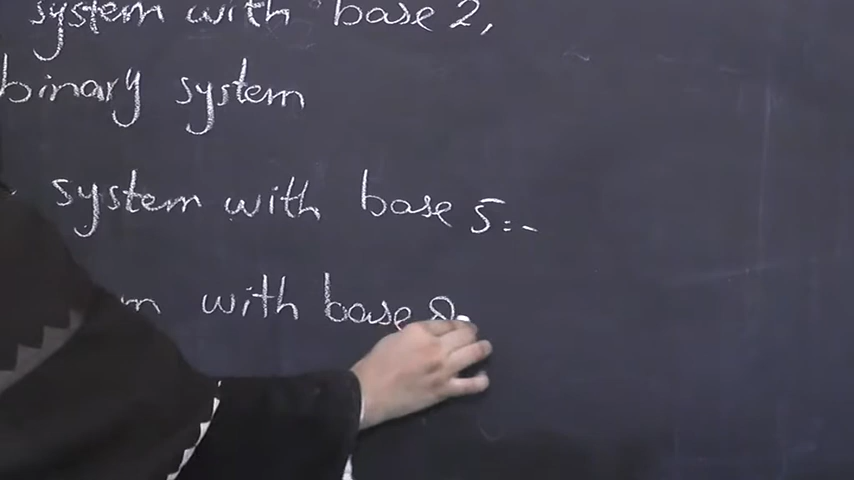 system with base 2,
binary system
system with base 5:-
with base 8